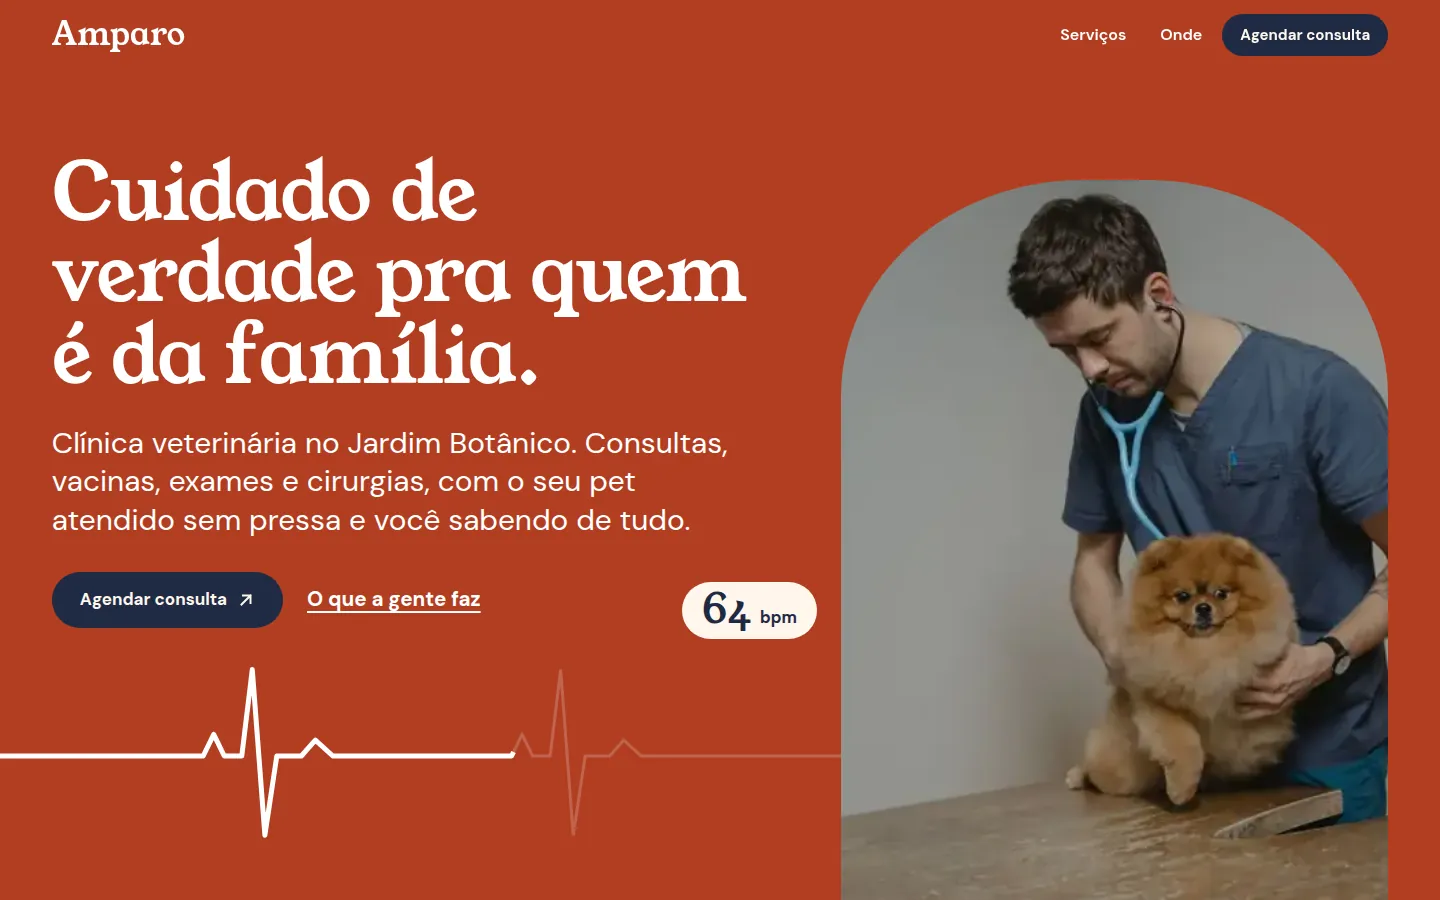 Amparo
Serviços
Onde
Agendar consulta
Cuidado de
verdade pra quem
é da família.
Clínica veterinária no Jardim Botânico. Consultas,
vacinas, exames e cirurgias, com o seu pet
atendido sem pressa e você sabendo de tudo.
Agendar consulta
O que a gente faz
64 bpm